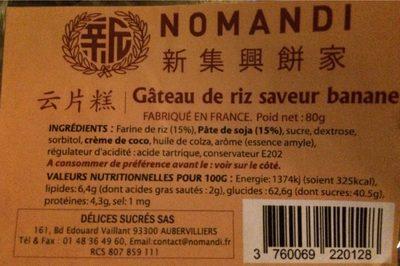 新 NOMANDI
新集興餅家
云片糕 Gâteau de riz saveur banane
FABRIQUÉ EN FRANCE. Poid net : 80g
INGRÉDIENTS : Farine de riz (15%), Pâte de soja (15%), sucre, dextrose,
sorbitol, crème de coco, huile de colza, arôme (essence amyle),
régulateur d'acidité : acide tartrique, conservateur E202
A consommer de préférence avant le : voir sur le côté.
VALEURS NUTRITIONNELLES POUR 100G : Energie:1374kj (soient 325kcal),
lipides : 6,4g (dont acides gras sautés : 2g), glucides : 62,6g (dont sucres: 40.5g),
protéines : 4,3g, sel:1 mg
DÉLICES SUCRÉS SAS
161, Bd Edouard Vaillant 93300 AUBERVILLIERS
Tél & Fax : 01 48 36 49 60. Email:contact@nomandi.fr
RCS 807 859 111
3 760069 220128